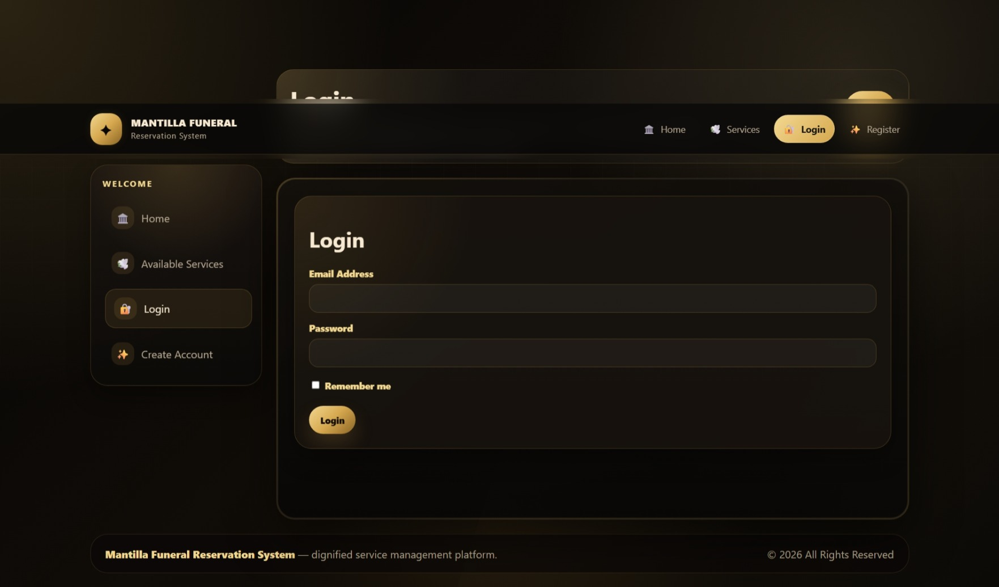 Login
MANTILLA FUNERAL
Reservation System
Home
Services
Login
Register
WELCOME
Home
Available Services
Login
Create Account
Login
Email Address
Password
Remember me
Login
Mantilla Funeral Reservation System — dignified service management platform.
© 2026 All Rights Reserved